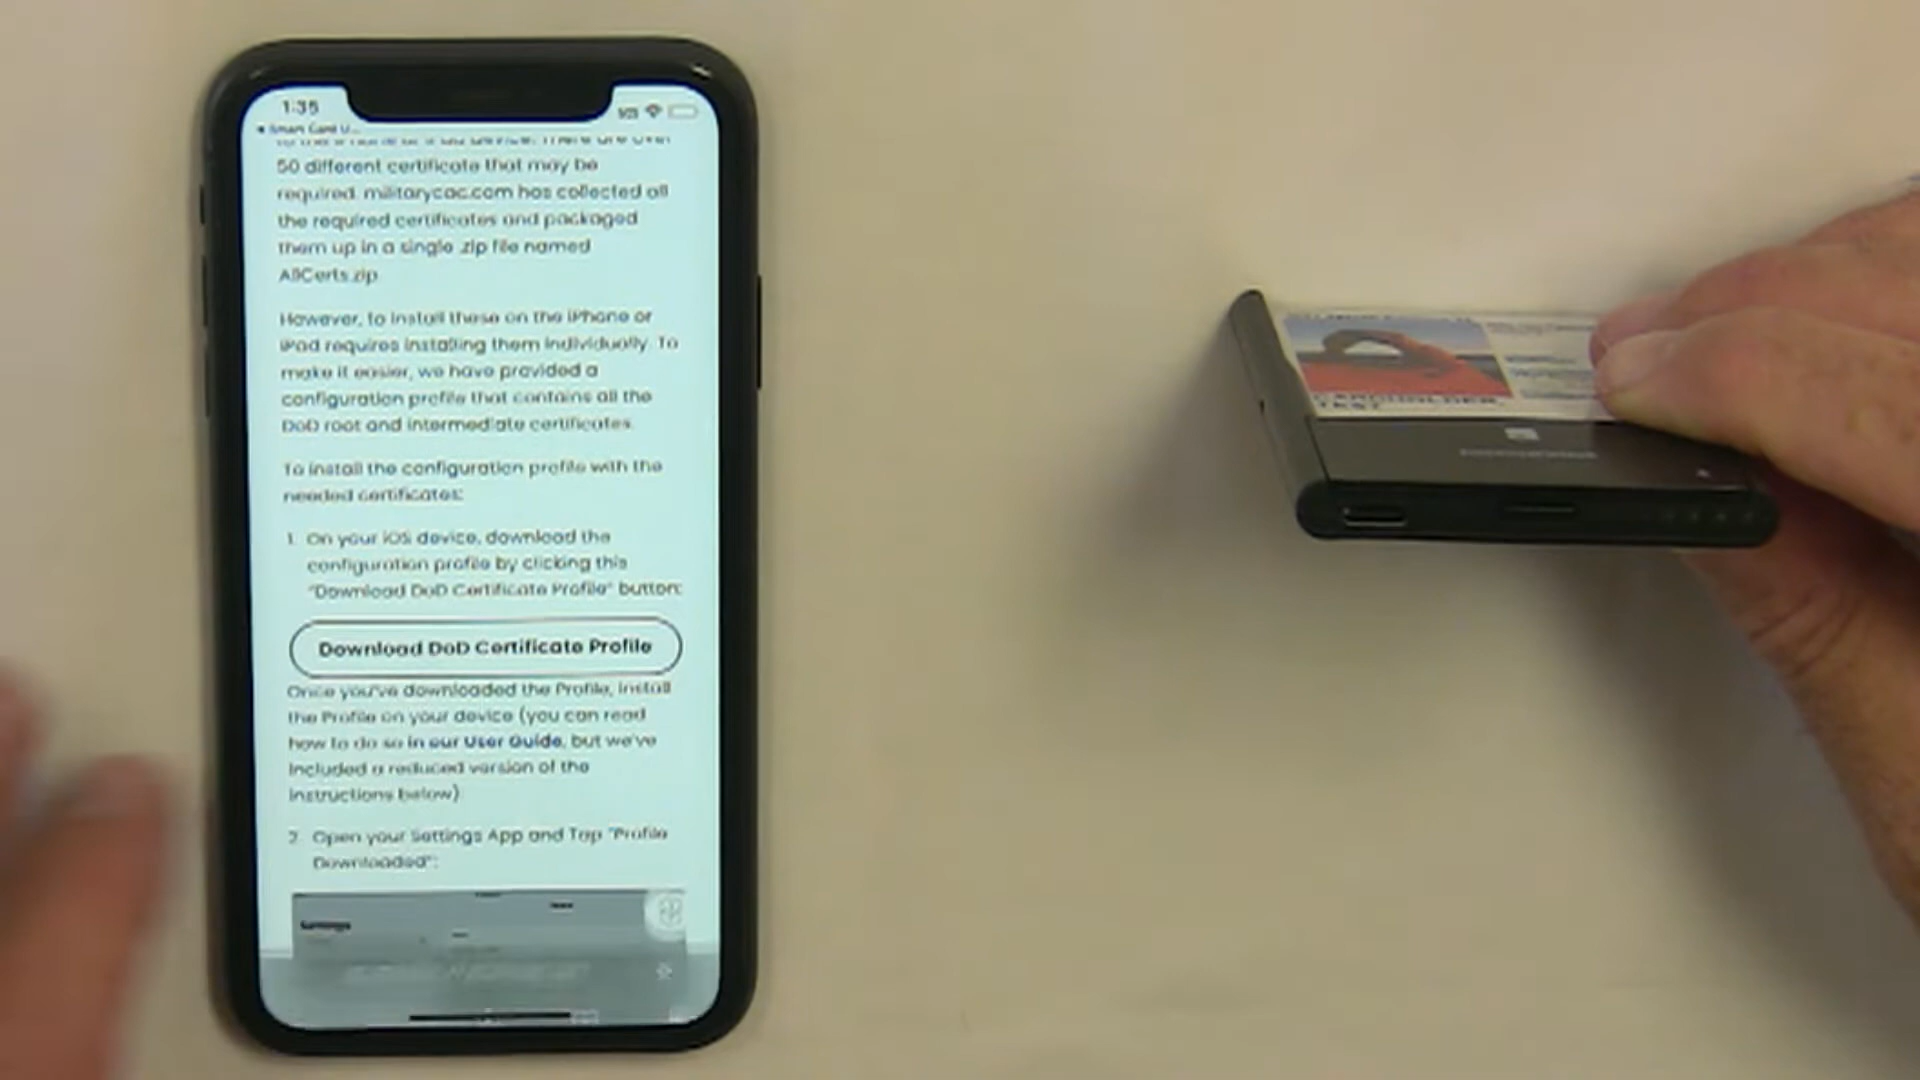 1:35
◂ Smart Card U...
50 different certificate that may be
required. militarycac.com has collected all
the required certificates and packaged
them up in a single .zip file named
AllCerts.zip
However, to install these on the iPhone or
iPad requires installing them individually. To
make it easier, we have provided a
configuration profile that contains all the
DoD root and intermediate certificates.
To install the configuration profile with the
needed certificates:
1. On your iOS device, download the
configuration profile by clicking this
"Download DoD Certificate Profile" button:
Download DoD Certificate Profile
Once you've downloaded the Profile, install
the Profile on your device (you can read
how to do so in our User Guide, but we've
included a reduced version of the
instructions below)
2. Open your Settings App and Tap "Profile
Downloaded":
Settings
CARDHOLDER,
TEST